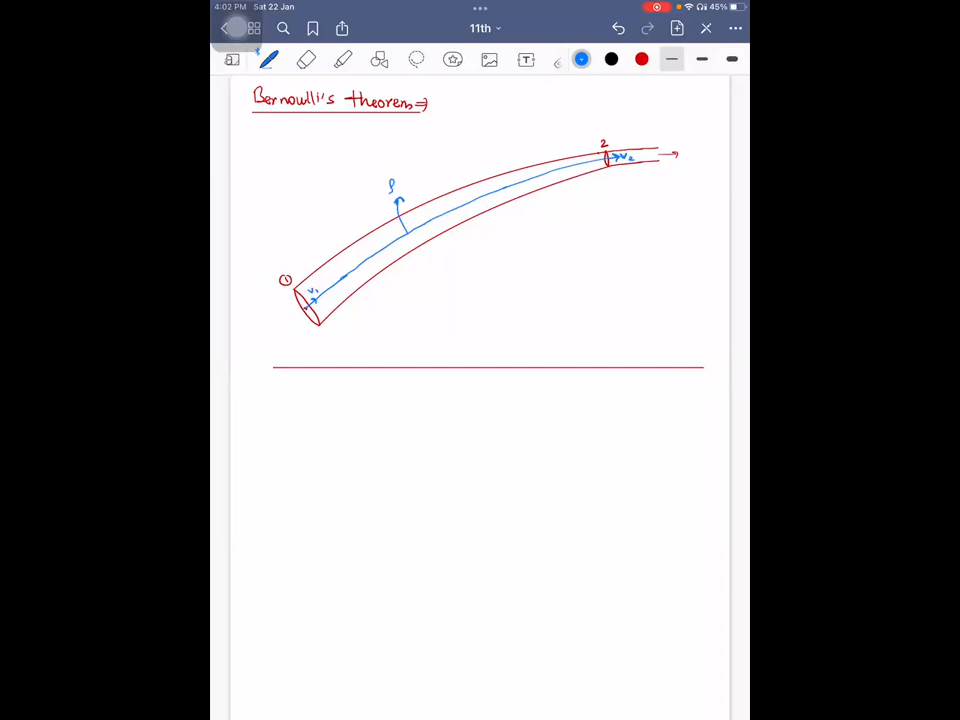 4:02 PM Sat 22 Jan
45%
11th
Bernoulli's theorem ⇒
2
v₂
ρ
①
v₁